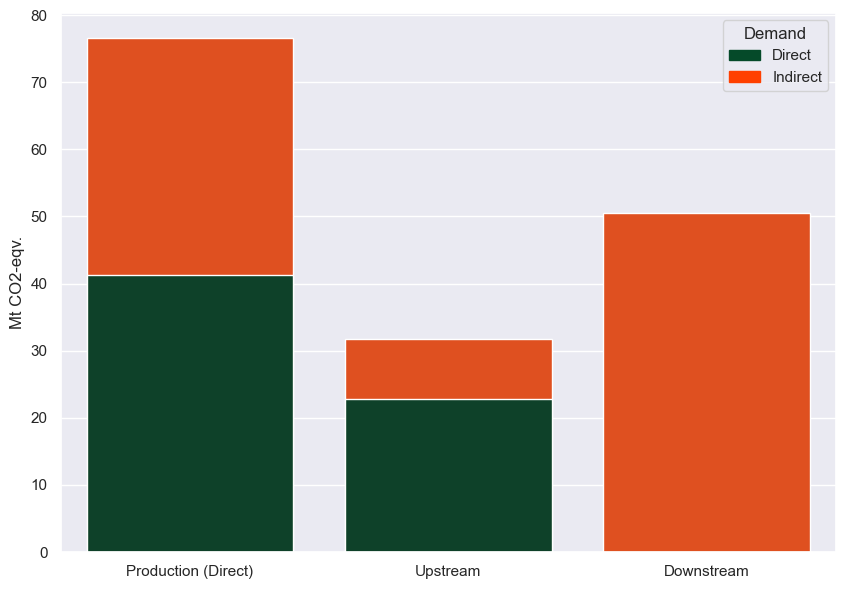 Demand
Direct
Indirect
Mt CO2-eqv.
80
70
60
50
40
30
20
10
0
Production (Direct)
Upstream
Downstream